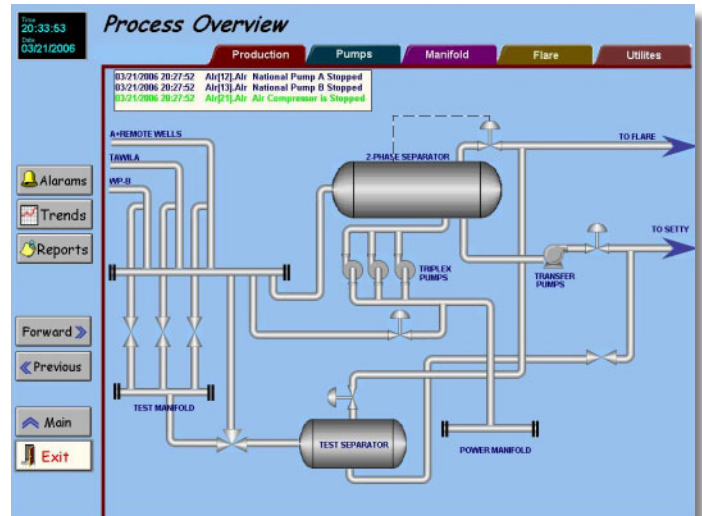 Time
20:33:53
Date
03/21/2006
Process Overview
Production
Pumps
Manifold
Flare
Utilites
03/21/2006 20:27:52 Alr[12].Alr National Pump A Stopped
03/21/2006 20:27:52 Alr[13].Alr National Pump B Stopped
03/21/2006 20:27:52 Alr[21].Alr Air Compressor is Stopped
A+REMOTE WELLS
TAWILA
WP-B
2-PHASE SEPARATOR
TO FLARE
TO SETTY
TRIPLEX
PUMPS
TRANSFER
PUMPS
TEST MANIFOLD
TEST SEPARATOR
POWER MANIFOLD
Alarams
Trends
Reports
Forward
Previous
Main
Exit